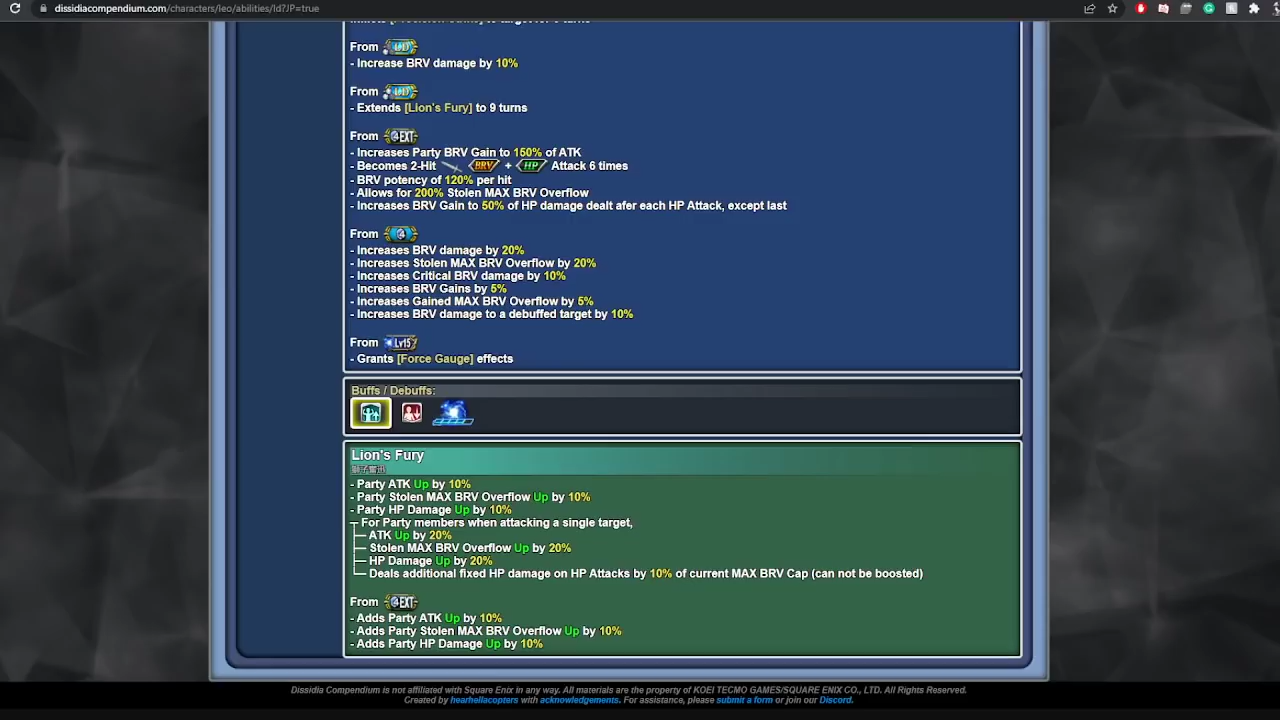 dissidiacompendium.com/characters/leo/abilities/ld?JP=true
From LD
- Increase BRV damage by 10%
From LD
- Extends [Lion's Fury] to 9 turns
From EXT
- Increases Party BRV Gain to 150% of ATK
- Becomes 2-Hit BRV + HP Attack 6 times
- BRV potency of 120% per hit
- Allows for 200% Stolen MAX BRV Overflow
- Increases BRV Gain to 50% of HP damage dealt afer each HP Attack, except last
From
- Increases BRV damage by 20%
- Increases Stolen MAX BRV Overflow by 20%
- Increases Critical BRV damage by 10%
- Increases BRV Gains by 5%
- Increases Gained MAX BRV Overflow by 5%
- Increases BRV damage to a debuffed target by 10%
From Lv15
- Grants [Force Gauge] effects
Buffs / Debuffs:
Lion's Fury
獅子奮迅
- Party ATK Up by 10%
- Party Stolen MAX BRV Overflow Up by 10%
- Party HP Damage Up by 10%
- For Party members when attacking a single target,
ATK Up by 20%
Stolen MAX BRV Overflow Up by 20%
HP Damage Up by 20%
Deals additional fixed HP damage on HP Attacks by 10% of current MAX BRV Cap (can not be boosted)
From EXT
- Adds Party ATK Up by 10%
- Adds Party Stolen MAX BRV Overflow Up by 10%
- Adds Party HP Damage Up by 10%
Dissidia Compendium is not affiliated with Square Enix in any way. All materials are the property of KOEI TECMO GAMES/SQUARE ENIX CO., LTD. All Rights Reserved.
Created by hearhellacopters with acknowledgements. For assistance, please submit a form or join our Discord.